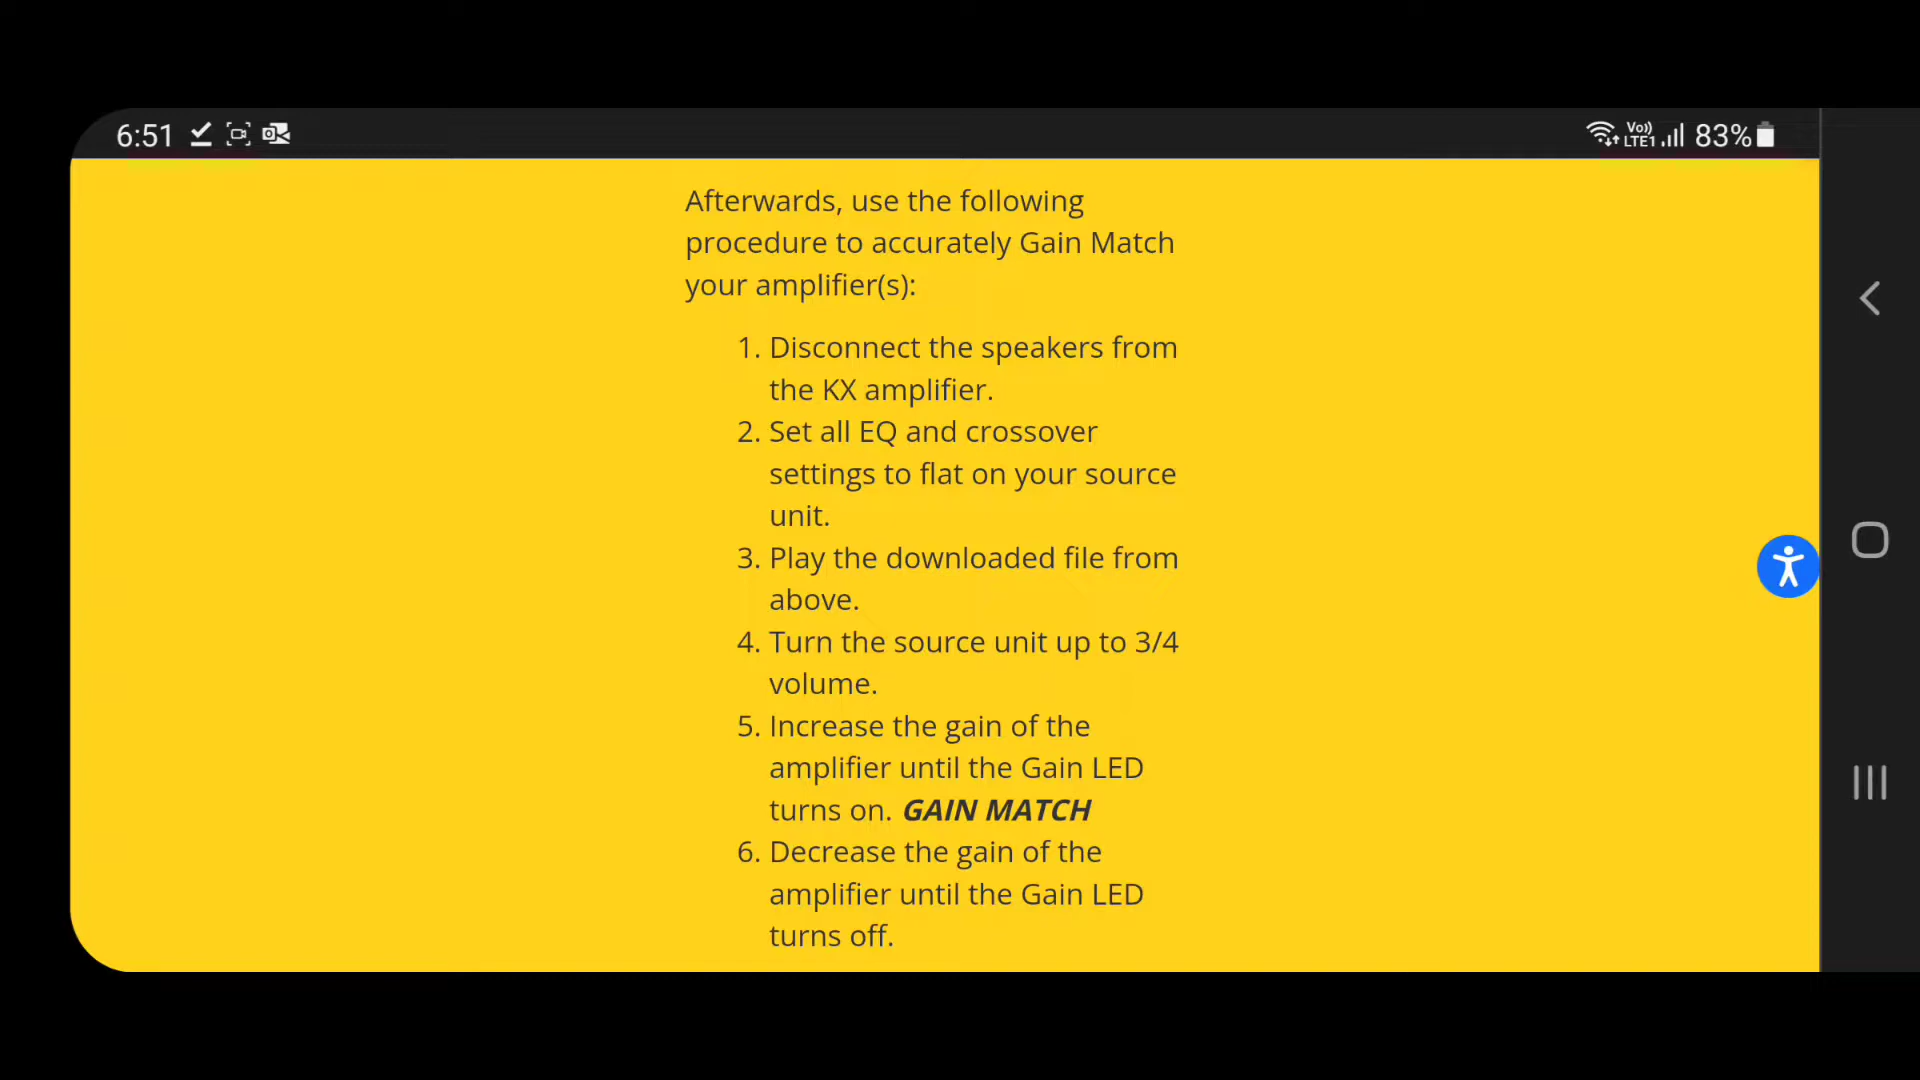 6:51
Vo)) LTE1 83%
Afterwards, use the following
procedure to accurately Gain Match
your amplifier(s):
1. Disconnect the speakers from
the KX amplifier.
2. Set all EQ and crossover
settings to flat on your source
unit.
3. Play the downloaded file from
above.
4. Turn the source unit up to 3/4
volume.
5. Increase the gain of the
amplifier until the Gain LED
turns on. GAIN MATCH
6. Decrease the gain of the
amplifier until the Gain LED
turns off.